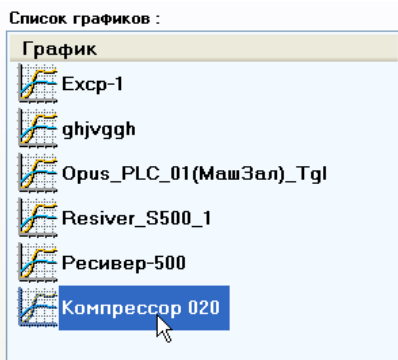 Список графиков :
График
Excp-1
ghjvggh
Opus_PLC_01(МашЗал)_Tgl
Resiver_S500_1
Ресивер-500
Компрессор 020